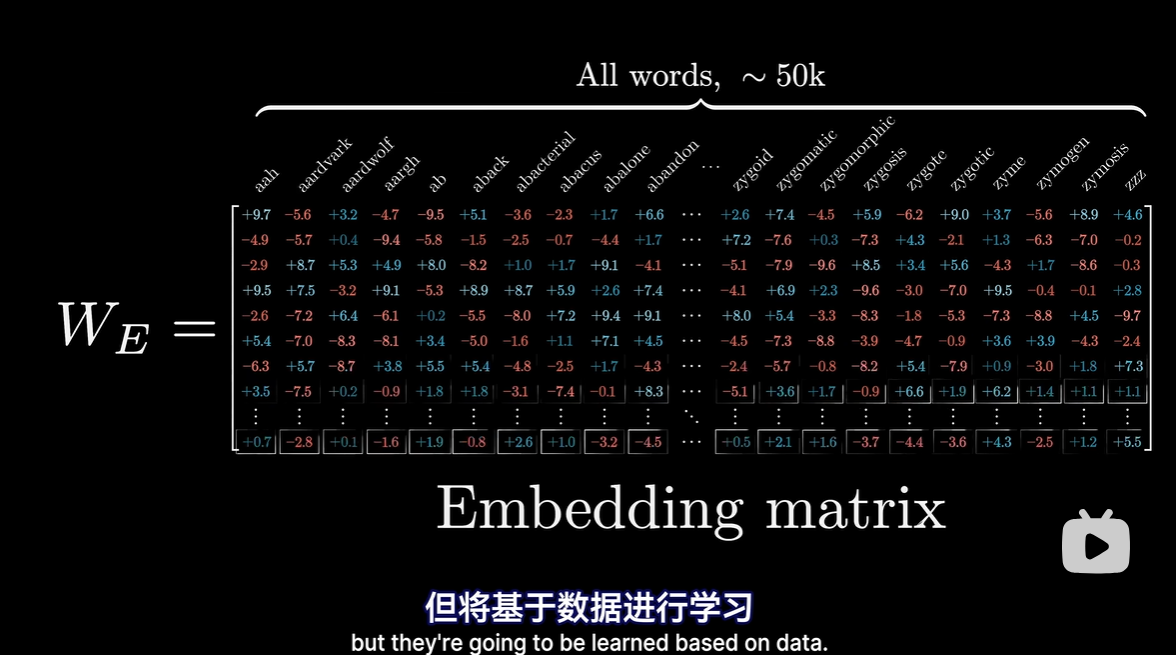 All words, ∼ 50k
aah aardvark aardwolf aargh ab aback abacterial abacus abalone abandon ... zygoid zygomatic zygomorphic zygosis zygote zygotic zyme zymogen zymosis zzz
+9.7 −5.6 +3.2 −4.7 −9.5 +5.1 −3.6 −2.3 +1.7 +6.6 ⋯ +2.6 +7.4 −4.5 +5.9 −6.2 +9.0 +3.7 −5.6 +8.9 +4.6
−4.9 −5.7 +0.4 −9.4 −5.8 −1.5 −2.5 −0.7 −4.4 +1.7 ⋯ +7.2 −7.6 +0.3 −7.3 +4.3 −2.1 +1.3 −6.3 −7.0 −0.2
−2.9 +8.7 +5.3 +4.9 +8.0 −8.2 +1.0 +1.7 +9.1 −4.1 ⋯ −5.1 −7.9 −9.6 +8.5 +3.4 +5.6 −4.3 +1.7 −8.6 −0.3
+9.5 +7.5 −3.2 +9.1 −5.3 +8.9 +8.7 +5.9 +2.6 +7.4 ⋯ −4.1 +6.9 +2.3 −9.6 −3.0 −7.0 +9.5 −0.4 −0.1 +2.8
W_E =
−2.6 −7.2 +6.4 −6.1 +0.2 −5.5 −8.0 +7.2 +9.4 +9.1 ⋯ +8.0 +5.4 −3.3 −8.3 −1.8 −5.3 −7.3 −8.8 +4.5 −9.7
+5.4 −7.0 −8.3 −8.1 +3.4 −5.0 −1.6 +1.1 +7.1 +4.5 ⋯ −4.5 −7.3 −8.8 −3.9 −4.7 −0.9 +3.6 +3.9 −4.3 −2.4
−6.3 +5.7 −8.7 +3.8 +5.5 +5.4 −4.8 −2.5 +1.7 −4.3 ⋯ −2.4 −5.7 −0.8 −8.2 +5.4 −7.9 +0.9 −3.0 +1.8 +7.3
+3.5 −7.5 +0.2 −0.9 +1.8 +1.8 −3.1 −7.4 −0.1 +8.3 ⋯ −5.1 +3.6 +1.7 −0.9 +6.6 +1.9 +6.2 +1.4 +1.1 +1.1
⋮ ⋮ ⋮ ⋮ ⋮ ⋮ ⋮ ⋮ ⋮ ⋮ ⋱ ⋮ ⋮ ⋮ ⋮ ⋮ ⋮ ⋮ ⋮ ⋮ ⋮
+0.7 −2.8 +0.1 −1.6 +1.9 −0.8 +2.6 +1.0 −3.2 −4.5 ⋯ +0.5 +2.1 +1.6 −3.7 −4.4 −3.6 +4.3 −2.5 +1.2 +5.5
Embedding matrix
但将基于数据进行学习
but they're going to be learned based on data.